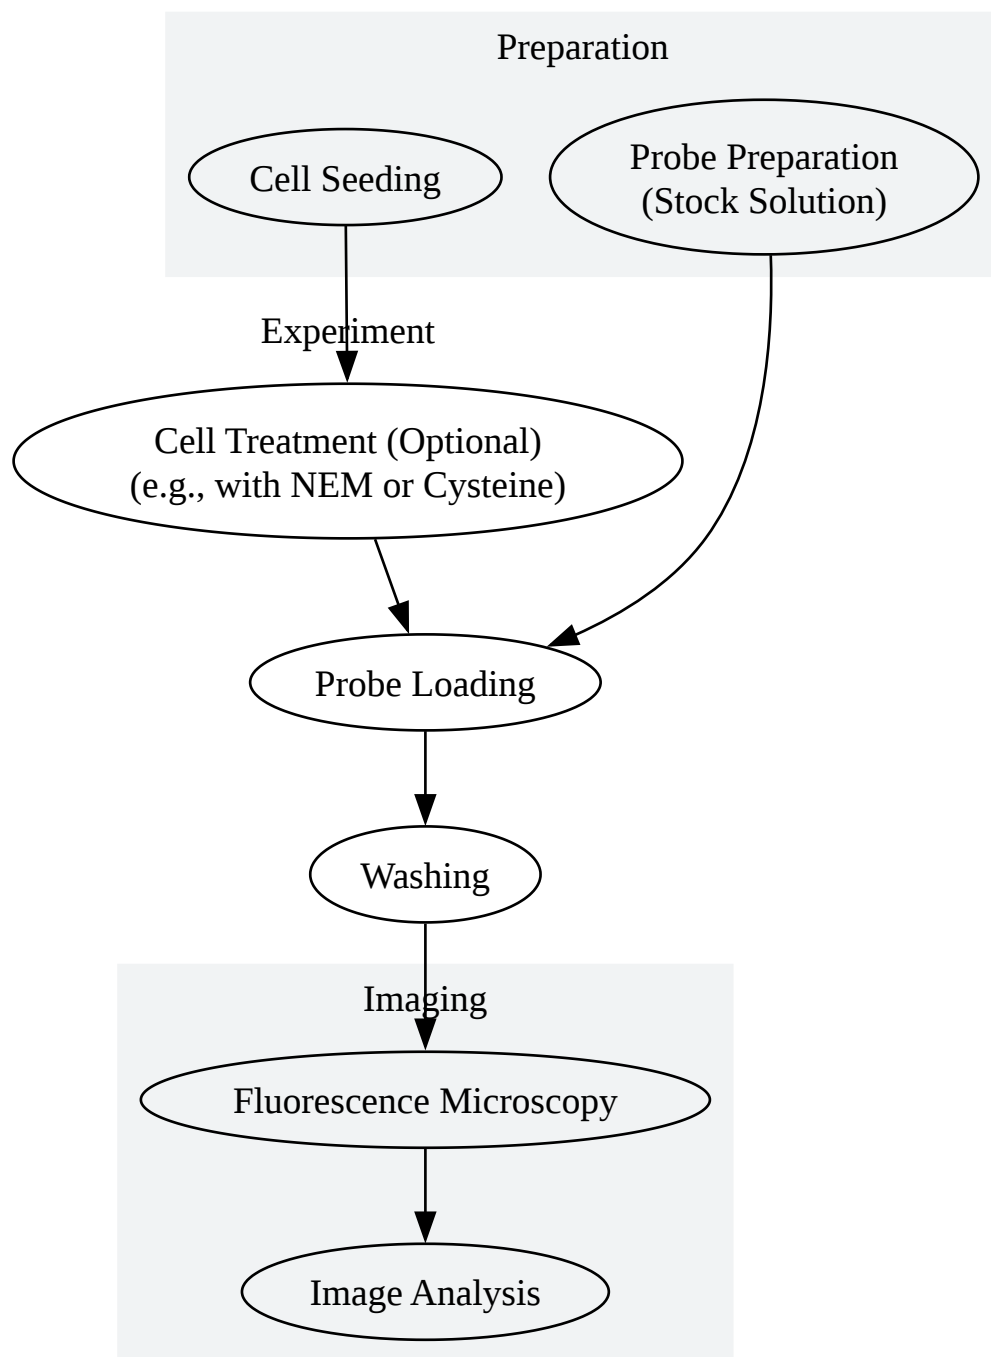 Preparation
Cell Seeding
Probe Preparation
(Stock Solution)
Experiment
Cell Treatment (Optional)
(e.g., with NEM or Cysteine)
Probe Loading
Washing
Imaging
Fluorescence Microscopy
Image Analysis